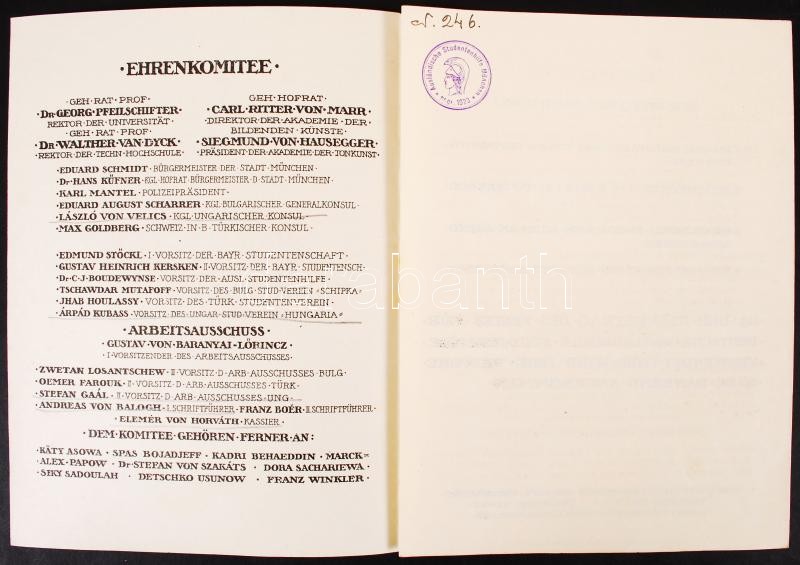 ·EHRENKOMITEE·
·GEH·RAT·PROF·
·Dr·GEORG·PFEILSCHIFTER·
REKTOR·DER·UNIVERSITÄT·
·GEH·RAT·PROF·
·Dr·WALTHER·VAN·DYCK·
·REKTOR·DER·TECHN·HOCHSCHULE·
GEH·HOFRAT·
·CARL·RITTER·VON·MARR·
·DIREKTOR·DER·AKADEMIE·DER·
BILDENDEN·KÜNSTE·
·SIEGMUND·VON·HAUSEGGER·
·PRÄSIDENT·DER·AKADEMIE·DER·TONKUNST·
·EDUARD SCHMIDT·BÜRGERMEISTER·DER·STADT·MÜNCHEN·
·Dr·HANS KÜFNER·KGL·HOFRAT·BÜRGERMEISTER·D·STADT·MÜNCHEN·
·KARL MANTEL·POLIZEIPRÄSIDENT·
·EDUARD AUGUST SCHARRER·KGL·BULGARISCHER·GENERALKONSUL·
·LÁSZLÓ VON VELICS·KGL·UNGARISCHER·KONSUL·
·MAX GOLDBERG·SCHWEIZ·IN·B·TÜRKISCHER·KONSUL·
·EDMUND STÖCKL·I·VORSITZ·DER·BAYR·STUDENTENSCHAFT·
·GUSTAV HEINRICH KERSKEN·II·VORSITZ·DER·BAYR·STUDENTENSCH·
·Dr·C·J·BOUDEWYNSE·VORSITZ·DER·AUSL·STUDENTENHILFE·
·TSCHAWDAR MUTAFOFF·VORSITZ·DES·BULG·STUD·VEREIN·"SCHIPKA"·
·JHAB HOULASSY·VORSITZ·DES·TÜRK·STUDENTENVEREIN·
·ÁRPÁD KUBASS·VORSITZ·DES·UNGAR·STUD·VEREIN·"HUNGARIA"·
·ARBEITSAUSSCHUSS·
·GUSTAV·VON·BARANYAI=LÖRINCZ·
·I·VORSITZENDER·DES·ARBEITSAUSSCHUSSES·
·ZWETAN LOSANTSCHEW·II·VORSITZ·D·ARB·AUSSCHUSSES·BULG·
·OEMER FAROUK·II·VORSITZ·D·ARB·AUSSCHUSSES·TÜRK·
·STEFAN GAÁL·II·VORSITZ·D·ARB·AUSSCHUSSES·UNG·
·ANDREAS VON BALOGH·I·SCHRIFTFÜHRER·FRANZ BOÉR·II·SCHRIFTFÜHRER·
·ELEMÉR VON HORVÁTH·KASSIER·
·DEM·KOMITEE·GEHÖREN·FERNER·AN:
·KÄTY ASOWA·SPAS BOJADJEFF·KADRI BEHAEDDIN·MARCK=
·ALEX·PAPOW·Dr·STEFAN VON SZAKÁTS·DORA SACHARIEWA·
·SEKY SADOULAH·DETSCHKO USUNOW·FRANZ WINKLER·
N. 246.
Ausländische Studentenhilfe München
1923